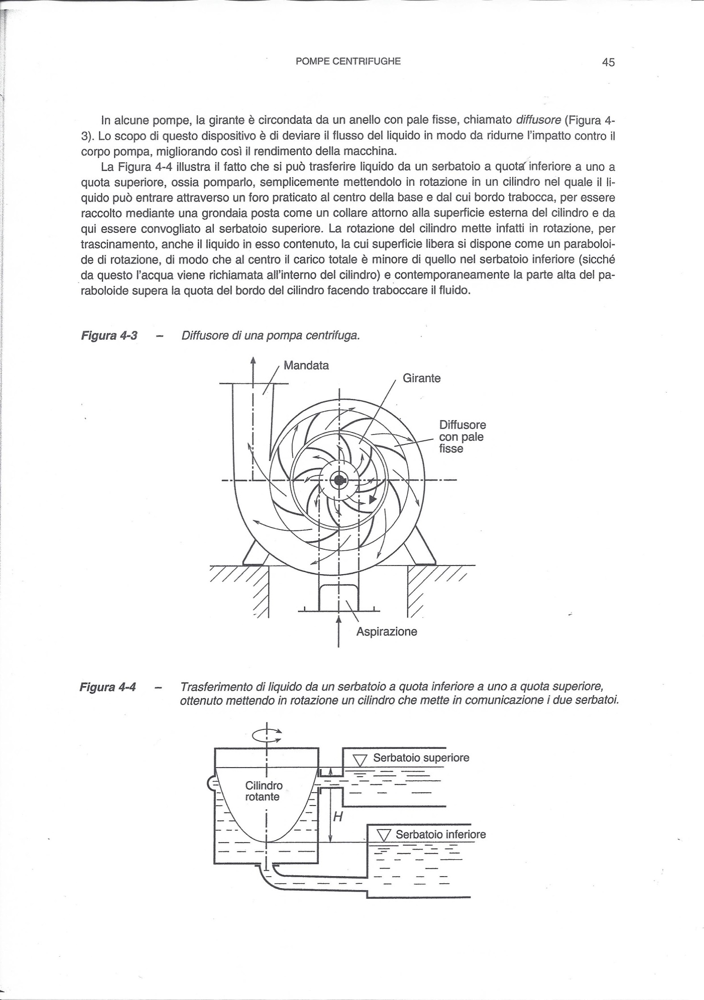 POMPE CENTRIFUGHE
45
In alcune pompe, la girante è circondata da un anello con pale fisse, chiamato diffusore (Figura 4-
3). Lo scopo di questo dispositivo è di deviare il flusso del liquido in modo da ridurne l'impatto contro il
corpo pompa, migliorando così il rendimento della macchina.
La Figura 4-4 illustra il fatto che si può trasferire liquido da un serbatoio a quota inferiore a uno a
quota superiore, ossia pomparlo, semplicemente mettendolo in rotazione in un cilindro nel quale il li-
quido può entrare attraverso un foro praticato al centro della base e dal cui bordo trabocca, per essere
raccolto mediante una grondaia posta come un collare attorno alla superficie esterna del cilindro e da
qui essere convogliato al serbatoio superiore. La rotazione del cilindro mette infatti in rotazione, per
trascinamento, anche il liquido in esso contenuto, la cui superficie libera si dispone come un paraboloi-
de di rotazione, di modo che al centro il carico totale è minore di quello nel serbatoio inferiore (sicché
da questo l'acqua viene richiamata all'interno del cilindro) e contemporaneamente la parte alta del pa-
raboloide supera la quota del bordo del cilindro facendo traboccare il fluido.
Figura 4-3 – Diffusore di una pompa centrifuga.
Mandata
Girante
Diffusore
con pale
fisse
Aspirazione
Figura 4-4 – Trasferimento di liquido da un serbatoio a quota inferiore a uno a quota superiore,
ottenuto mettendo in rotazione un cilindro che mette in comunicazione i due serbatoi.
Serbatoio superiore
Cilindro
rotante
H
Serbatoio inferiore